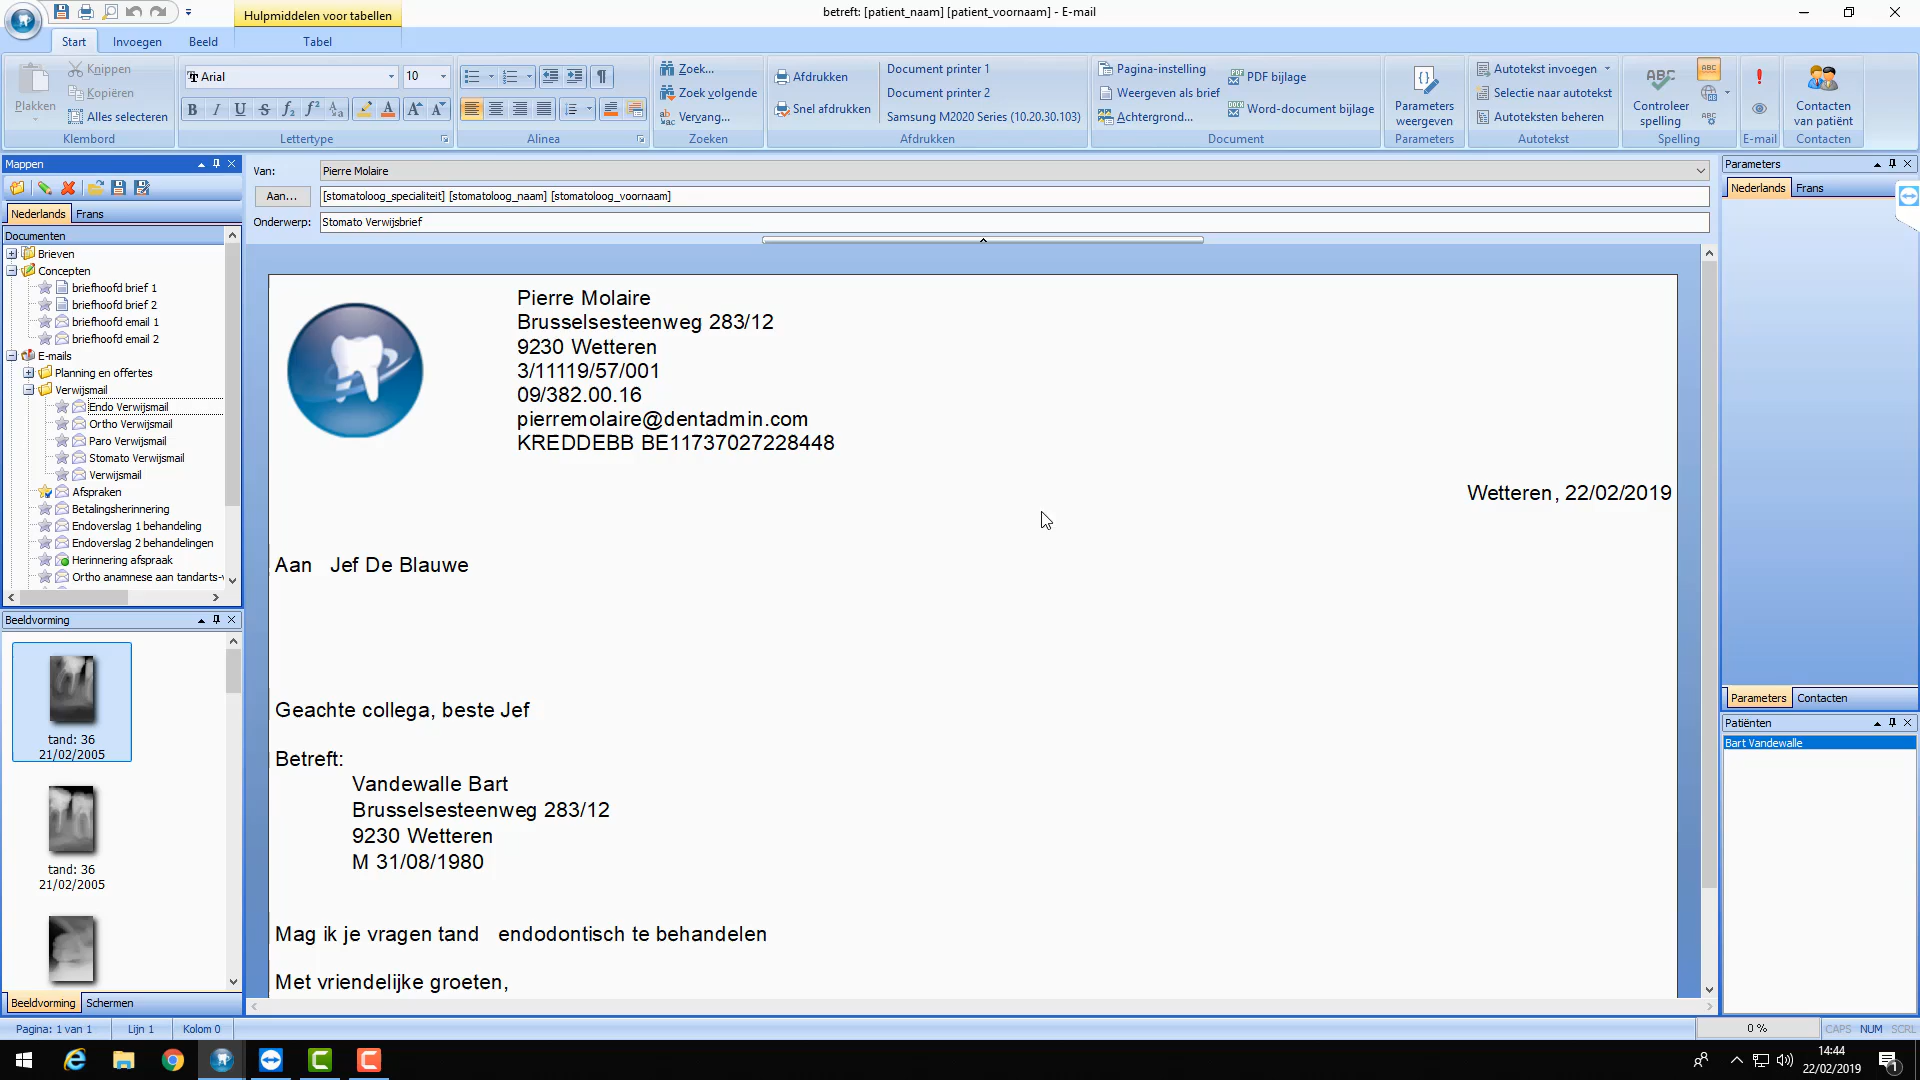 betreft: [patient_naam] [patient_voornaam] - E-mail
Hulpmiddelen voor tabellen
Start
Invoegen
Beeld
Tabel
Plakken
Knippen
Kopiëren
Alles selecteren
Klembord
Arial
10
Lettertype
Alinea
Zoek...
Zoek volgende
Vervang...
Zoeken
Afdrukken
Snel afdrukken
Document printer 1
Document printer 2
Samsung M2020 Series (10.20.30.103)
Afdrukken
Pagina-instelling
Weergeven als brief
Achtergrond...
PDF bijlage
Word-document bijlage
Document
Parameters
weergeven
Parameters
Autotekst invoegen
Selectie naar autotekst
Autoteksten beheren
Autotekst
Controleer
spelling
Spelling
E-mail
Contacten
van patiënt
Contacten
Mappen
Nederlands
Frans
Documenten
Brieven
Concepten
briefhoofd brief 1
briefhoofd brief 2
briefhoofd email 1
briefhoofd email 2
E-mails
Planning en offertes
Verwijsmail
Endo Verwijsmail
Ortho Verwijsmail
Paro Verwijsmail
Stomato Verwijsmail
Verwijsmail
Afspraken
Betalingsherinnering
Endoverslag 1 behandeling
Endoverslag 2 behandelingen
Herinnering afspraak
Ortho anamnese aan tandarts-
Beeldvorming
tand: 36
21/02/2005
tand: 36
21/02/2005
Beeldvorming
Schermen
Van:
Pierre Molaire
Aan...
[stomatoloog_specialiteit] [stomatoloog_naam] [stomatoloog_voornaam]
Onderwerp:
Stomato Verwijsbrief
Pierre Molaire
Brusselsesteenweg 283/12
9230 Wetteren
3/11119/57/001
09/382.00.16
pierremolaire@dentadmin.com
KREDDEBB BE11737027228448
Wetteren, 22/02/2019
Aan Jef De Blauwe
Geachte collega, beste Jef
Betreft:
Vandewalle Bart
Brusselsesteenweg 283/12
9230 Wetteren
M 31/08/1980
Mag ik je vragen tand endodontisch te behandelen
Met vriendelijke groeten,
Parameters
Nederlands
Frans
Parameters
Contacten
Patiënten
Bart Vandewalle
Pagina: 1 van 1
Lijn 1
Kolom 0
0 %
CAPS
NUM
SCRL
14:44
22/02/2019